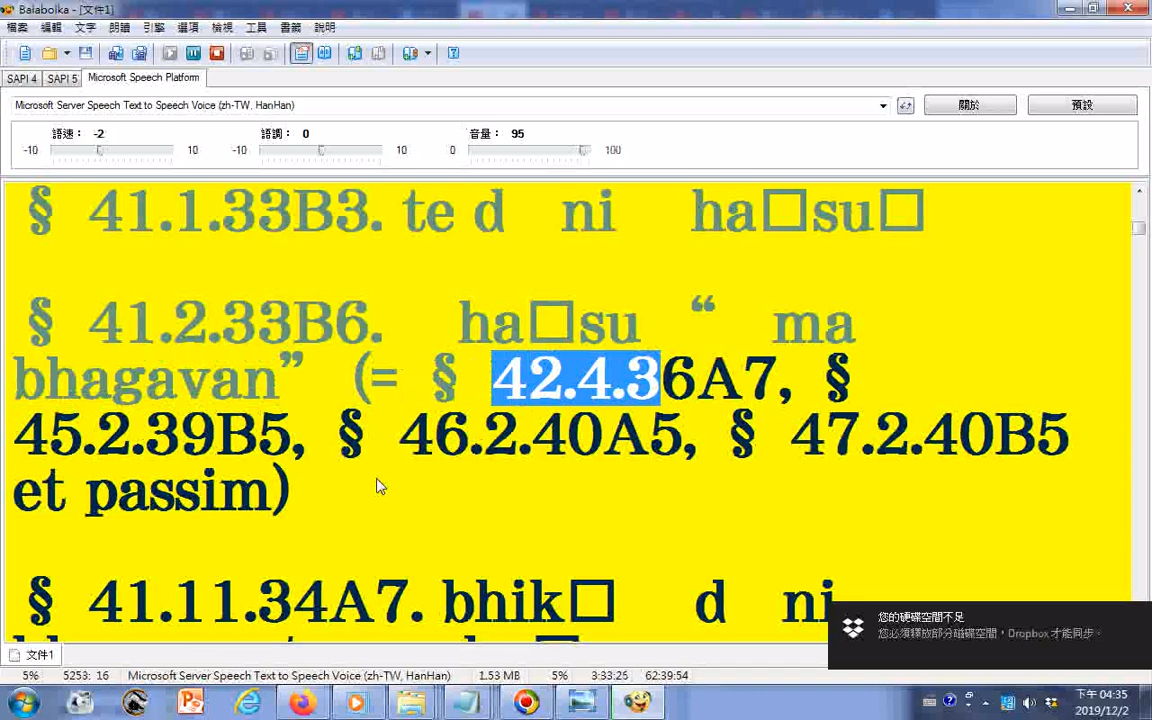 Balabolka - [文件1]
檔案 編輯 文字 朗讀 引擎 選項 檢視 工具 書籤 說明
SAPI 4 SAPI 5 Microsoft Speech Platform
Microsoft Server Speech Text to Speech Voice (zh-TW, HanHan) 關於 預設
語速： -2 語調： 0 音量： 95
-10 10 -10 10 0 100
§ 41.1.33B3. te d ni ha□su□
§ 41.2.33B6. ha□su “ ma
bhagavan” (= § 42.4.36A7, §
45.2.39B5, § 46.2.40A5, § 47.2.40B5
et passim)
§ 41.11.34A7. bhik□ d ni
您的硬碟空間不足
您必須釋放部分磁碟空間，Dropbox 才能同步。
文件1
5% 5253: 16 Microsoft Server Speech Text to Speech Voice (zh-TW, HanHan) 1.53 MB 5% 3:33:25 62:39:54
下午 04:35
2019/12/2